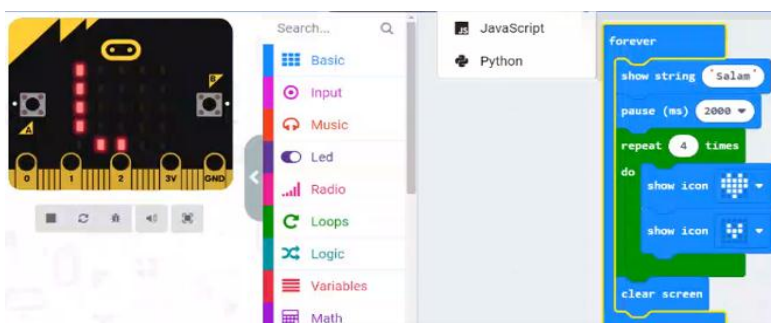 A
B
0 1 2 3V GND
Search...
Basic
Input
Music
Led
Radio
Loops
Logic
Variables
Math
JS JavaScript
Python
forever
show string "Salam"
pause (ms) 2000
repeat 4 times
do
show icon
show icon
clear screen